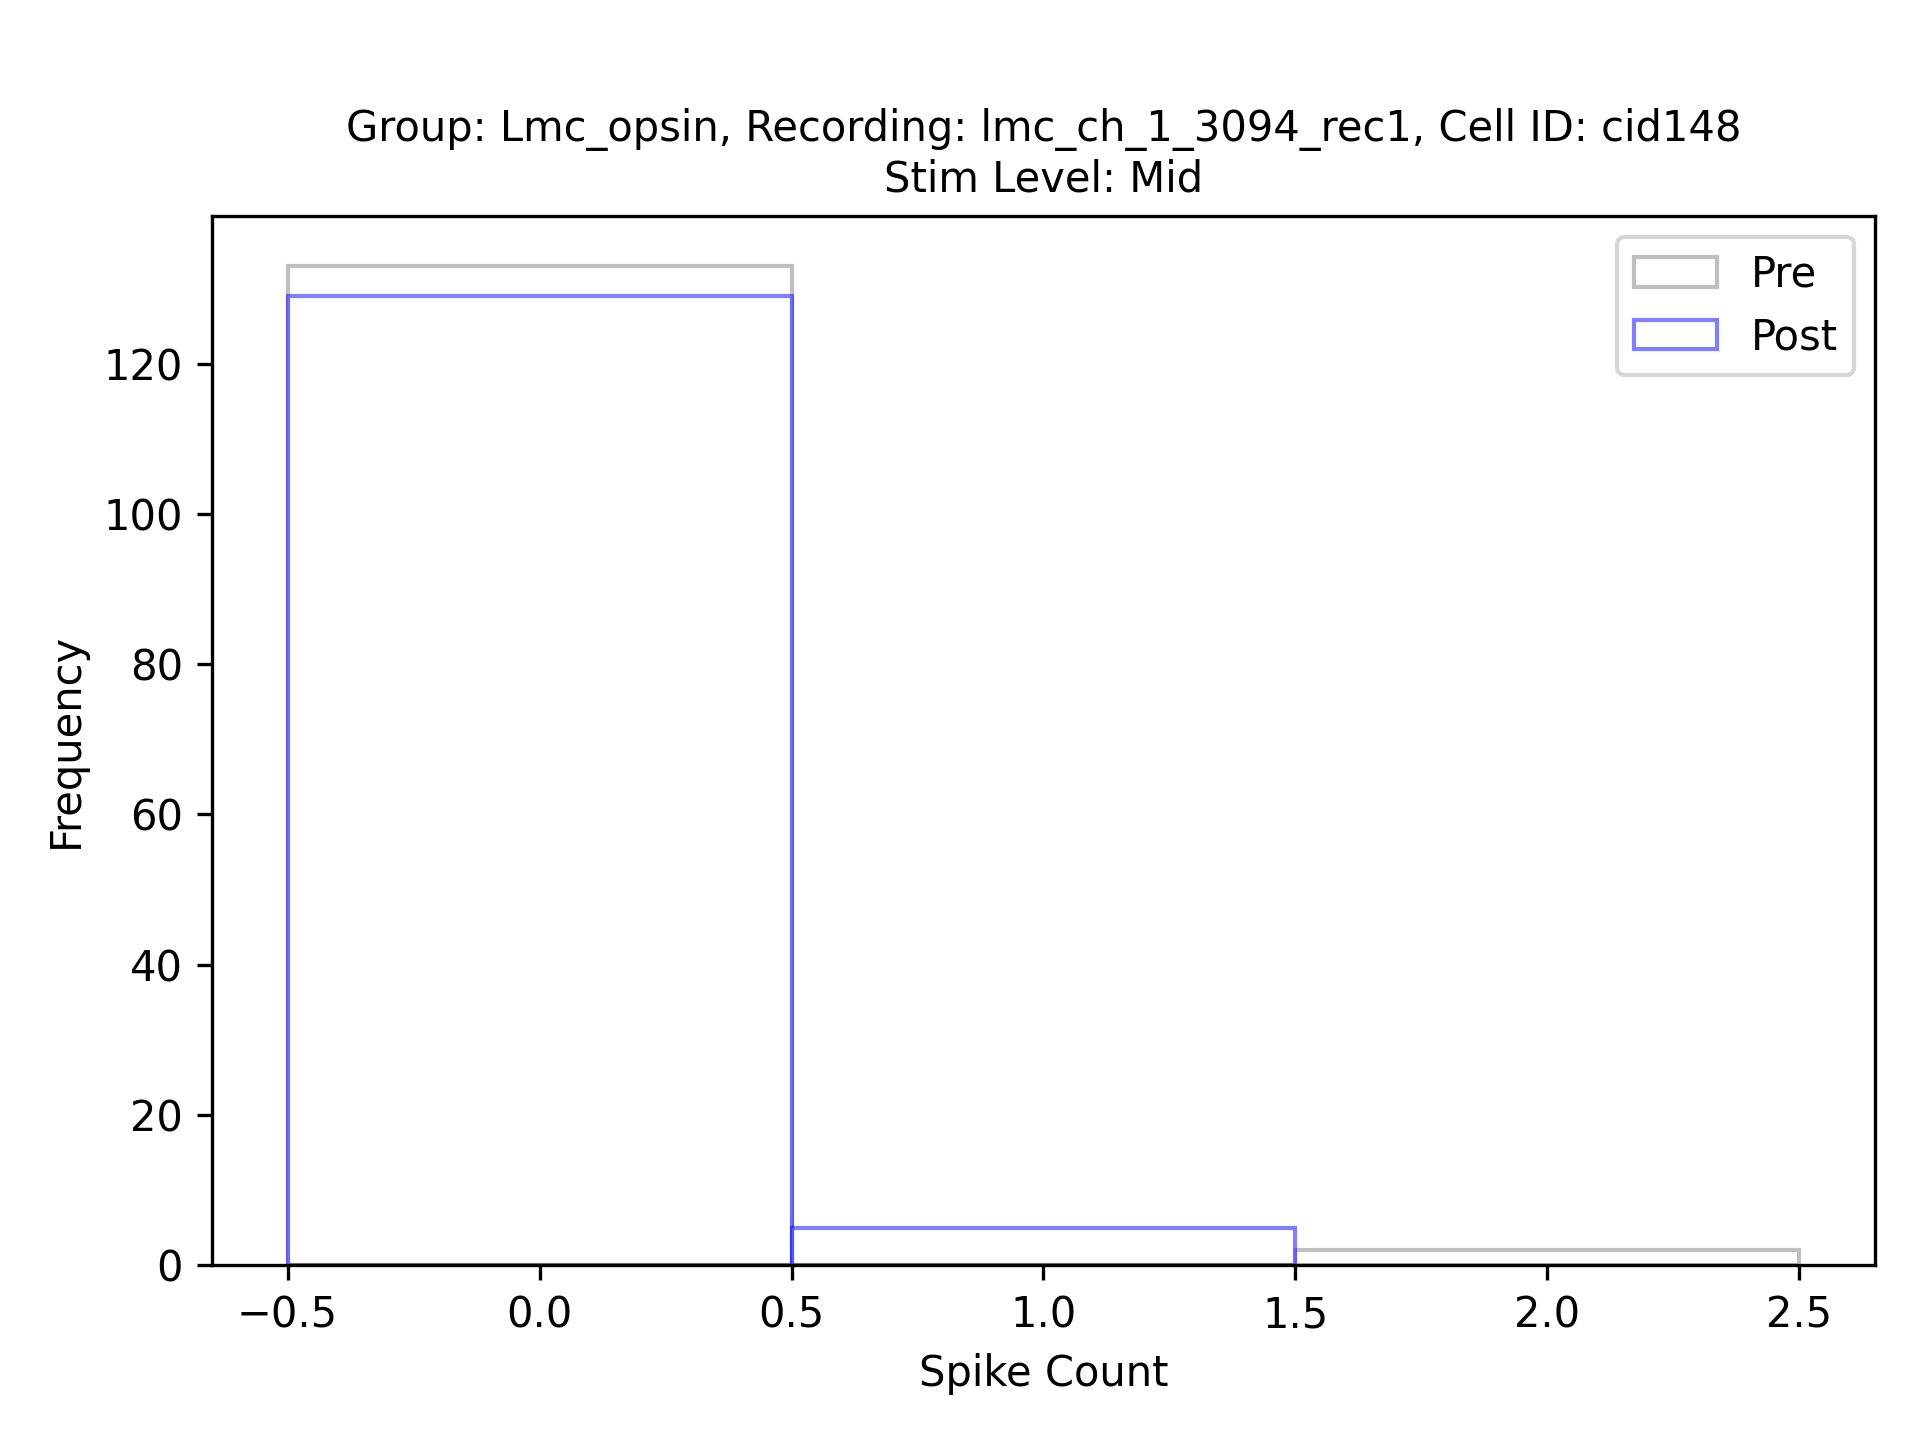 Group: Lmc_opsin, Recording: lmc_ch_1_3094_rec1, Cell ID: cid148
Stim Level: Mid
Pre
Post
120
100
80
60
40
20
0
Frequency
−0.5 0.0 0.5 1.0 1.5 2.0 2.5
Spike Count